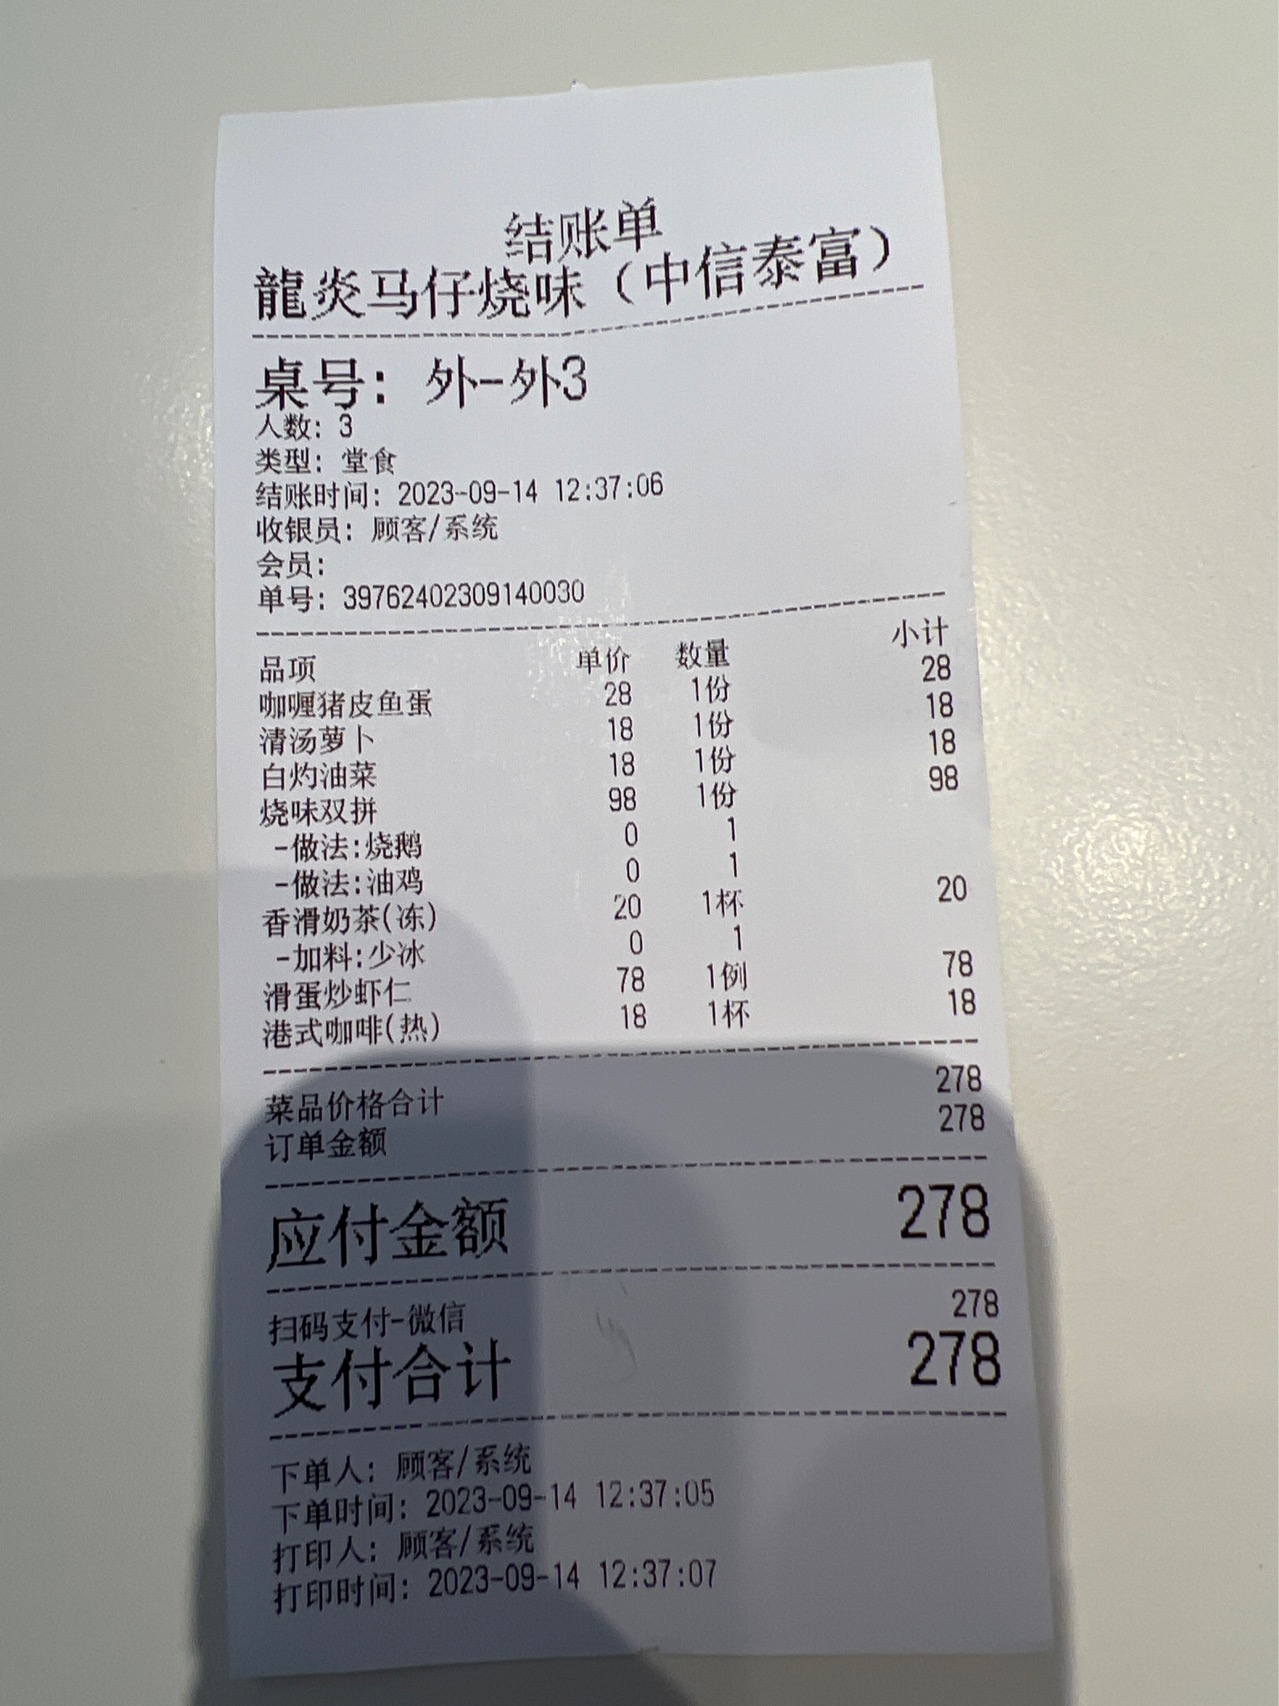 结账单
龍炎马仔烧味（中信泰富）
桌号：外-外3
人数：3
类型：堂食
结账时间：2023-09-14 12:37:06
收银员：顾客/系统
会员：
单号：39762402309140030
品项 单价 数量 小计
咖喱猪皮鱼蛋 28 1份 28
清汤萝卜 18 1份 18
白灼油菜 18 1份 18
烧味双拼 98 1份 98
-做法:烧鹅 0 1
-做法:油鸡 0 1
香滑奶茶(冻) 20 1杯 20
-加料:少冰 0 1
滑蛋炒虾仁 78 1例 78
港式咖啡(热) 18 1杯 18
菜品价格合计 278
订单金额 278
应付金额 278
扫码支付-微信 278
支付合计 278
下单人：顾客/系统
下单时间：2023-09-14 12:37:05
打印人：顾客/系统
打印时间：2023-09-14 12:37:07